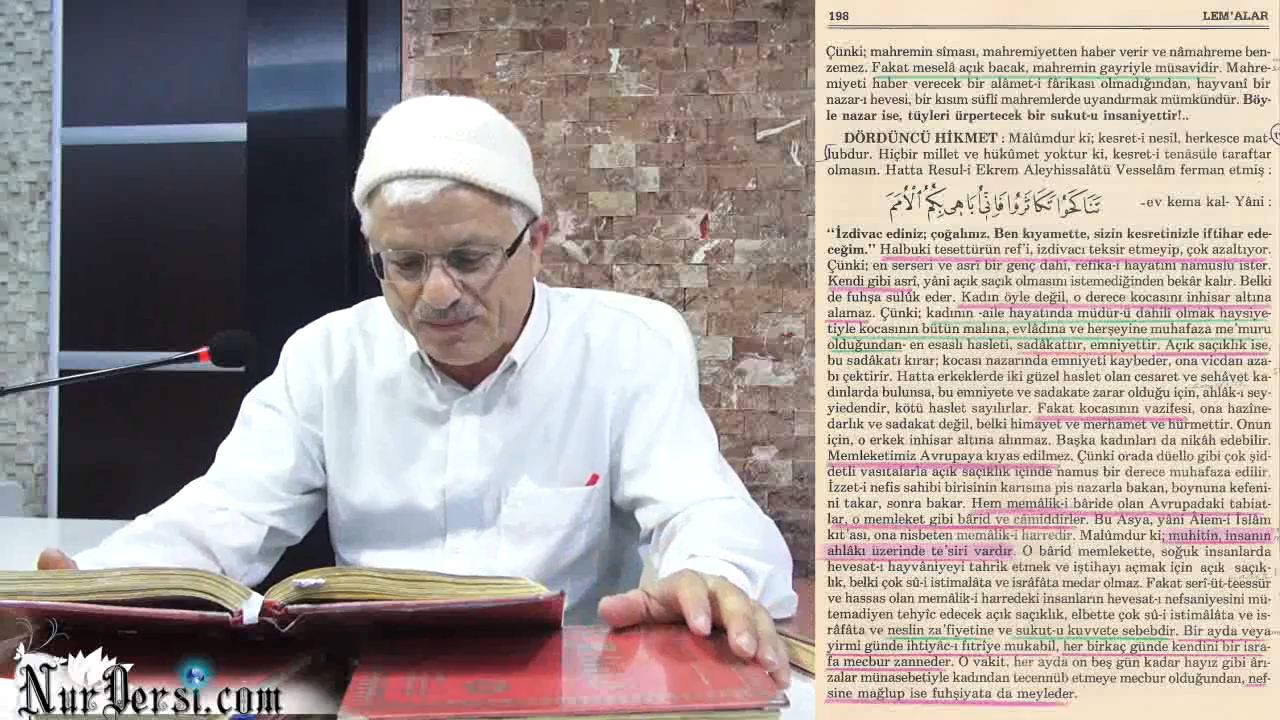 198 LEM'ALAR
Çünki; mahremin sîması, mahremiyetten haber verir ve nâmahreme ben-
zemez. Fakat meselâ açık bacak, mahremin gayriyle müsavidir. Mahre-
miyeti haber verecek bir alâmet-i fârikası olmadığından, hayvanî bir
nazar-ı hevesi, bir kısım süflî mahremlerde uyandırmak mümkündür. Böy-
le nazar ise, tüyleri ürpertecek bir sukut-u insaniyettir!..
DÖRDÜNCÜ HİKMET : Mâlûmdur ki; kesret-i nesil, herkesce mat-
lubdur. Hiçbir millet ve hükûmet yoktur ki, kesret-i tenâsüle taraftar
olmasın. Hatta Resul-i Ekrem Aleyhissalâtü Vesselâm ferman etmiş :
تَنَاكَحُوا تَكَاثَرُوا فَاِنِّى اُبَاهِى بِكُمُ الْاُمَمَ -ev kema kal- Yâni :
"İzdivac ediniz; çoğalınız. Ben kıyamette, sizin kesretinizle iftihar ede-
ceğim." Halbuki tesettürün ref'i, izdivacı teksir etmeyip, çok azaltıyor.
Çünki; en serseri ve asrî bir genç dahi, refika-i hayatını namuslu ister.
Kendi gibi asrî, yâni açık saçık olmasını istemediğinden bekâr kalır. Belki
de fuhşa sülûk eder. Kadın öyle değil, o derece kocasını inhisar altına
alamaz. Çünki; kadının -aile hayatında müdür-ü dahilî olmak haysiye-
tiyle kocasının bütün malına, evlâdına ve herşeyine muhafaza me'muru
olduğundan- en esaslı hasleti, sadâkattır, emniyettir. Açık saçıklık ise,
bu sadâkatı kırar; kocası nazarında emniyeti kaybeder, ona vicdan aza-
bı çektirir. Hatta erkeklerde iki güzel haslet olan cesaret ve sehâvet ka-
dınlarda bulunsa, bu emniyete ve sadakate zarar olduğu için, ahlâk-ı sey-
yiedendir, kötü haslet sayılırlar. Fakat kocasının vazifesi, ona hazîne-
darlık ve sadakat değil, belki himayet ve merhamet ve hürmettir. Onun
için, o erkek inhisar altına alınmaz. Başka kadınları da nikâh edebilir.
Memleketimiz Avrupaya kıyas edilmez. Çünki orada düello gibi çok şid-
detli vasıtalarla açık saçıklık içinde namus bir derece muhafaza edilir.
İzzet-i nefis sahibi birisinin karısına pis nazarla bakan, boynuna kefeni-
ni takar, sonra bakar. Hem memâlik-i bâride olan Avrupadaki tabiat-
lar, o memleket gibi bârid ve câmiddirler. Bu Asya, yâni Âlem-i İslâm
kıt'ası, ona nisbeten memâlik-i harredir. Malûmdur ki; muhitin, insanın
ahlâkı üzerinde te'siri vardır. O bârid memlekette, soğuk insanlarda
hevesat-ı hayvâniyeyi tahrik etmek ve iştihayı açmak için açık saçık-
lık, belki çok sû-i istimalâta ve isrâfata medar olmaz. Fakat seri-üt-teessür
ve hassas olan memâlik-i harredeki insanların hevesat-ı nefsaniyesini mü-
temadiyen tehyîc edecek açık saçıklık, elbette çok sû-i istimalâta ve is-
râfâta ve neslin za'fiyetine ve sukut-u kuvvete sebebdir. Bir ayda veya
yirmi günde ihtiyâc-ı fıtrîye mukabil, her birkaç günde kendini bir isra-
fa mecbur zanneder. O vakit, her ayda on beş gün kadar hayız gibi ârı-
zalar münasebetiyle kadından tecennüb etmeye mecbur olduğundan, nef-
sine mağlup ise fuhşiyata da meyleder.
NurDersi.com